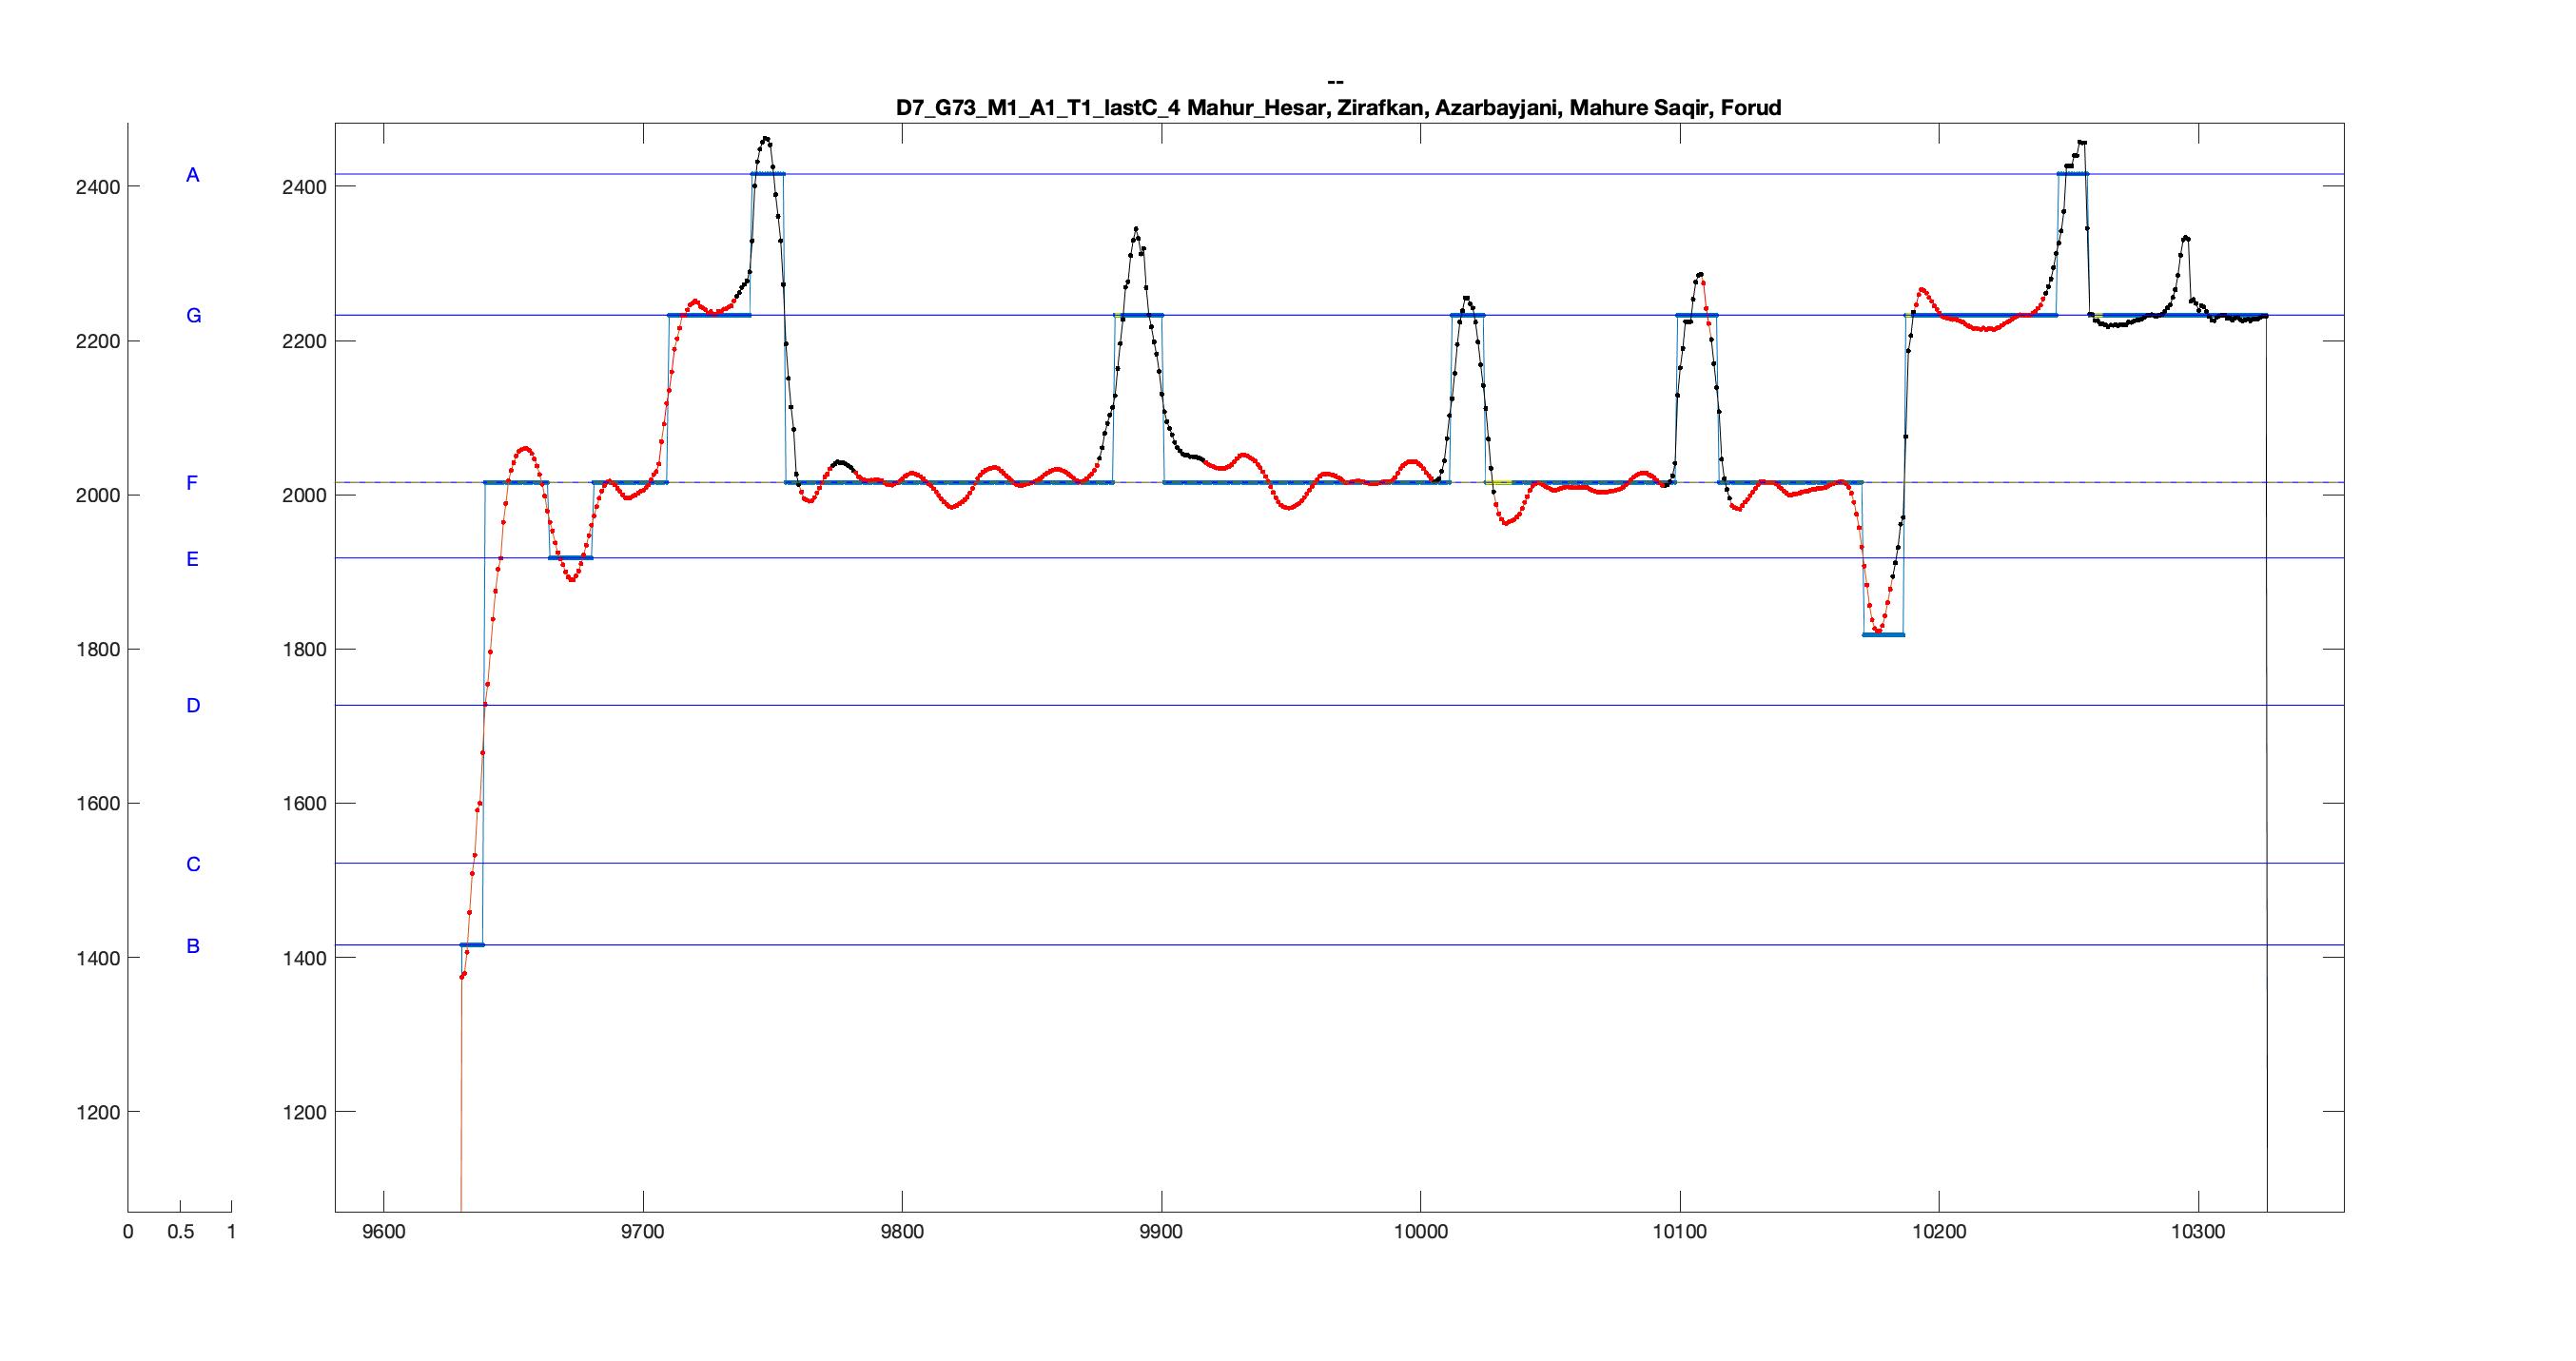 --
D7_G73_M1_A1_T1_lastC_4 Mahur_Hesar, Zirafkan, Azarbayjani, Mahure Saqir, Forud
2400 A 2400
G
2200 2200
2000 F 2000
E
1800 1800
D
1600 1600
C
1400 B 1400
1200 1200
0 0.5 1 9600 9700 9800 9900 10000 10100 10200 10300